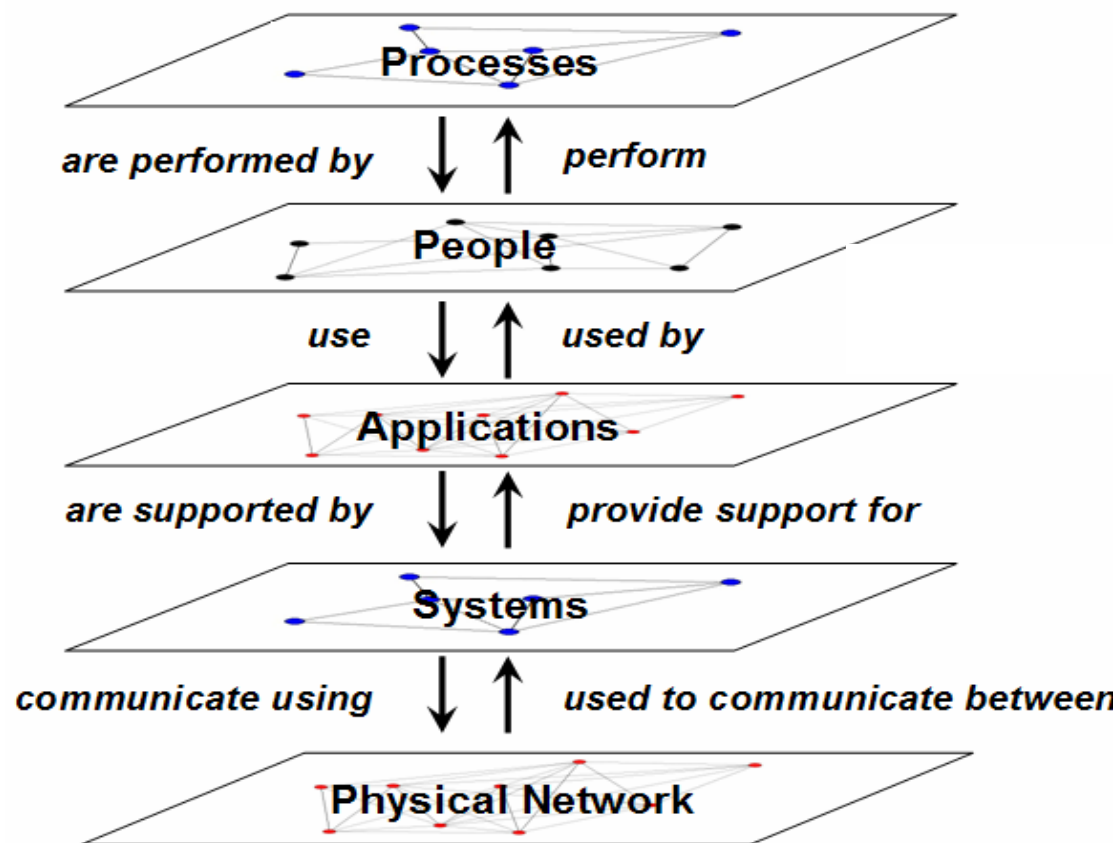 Processes
are performed by perform
People
use used by
Applications
are supported by provide support for
Systems
communicate using used to communicate between
Physical Network